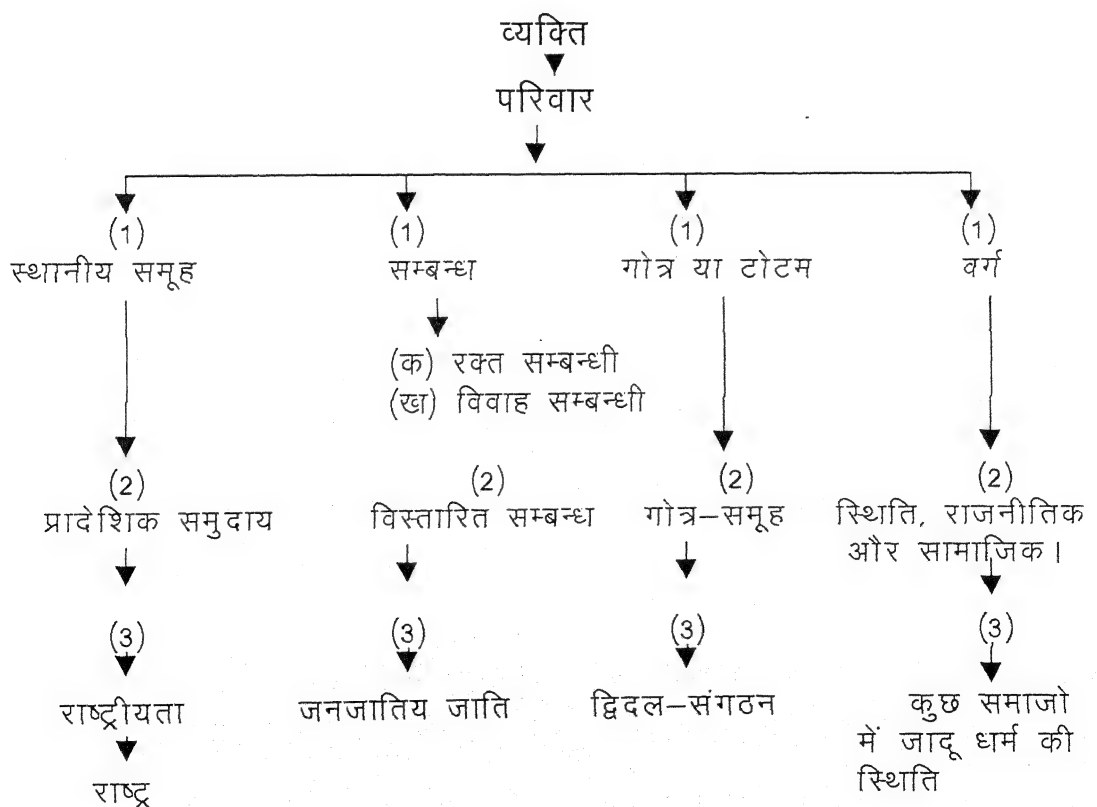 व्यक्ति
परिवार
(1) (1) (1) (1)
स्थानीय समूह सम्बन्ध गोत्र या टोटम वर्ग
(क) रक्त सम्बन्धी
(ख) विवाह सम्बन्धी
(2) (2) (2) (2)
प्रादेशिक समुदाय विस्तारित सम्बन्ध गोत्र–समूह स्थिति, राजनीतिक
और सामाजिक।
(3) (3) (3) (3)
राष्ट्रीयता जनजातिय जाति द्विदल–संगठन कुछ समाजो
में जादू धर्म की
स्थिति
राष्ट्र